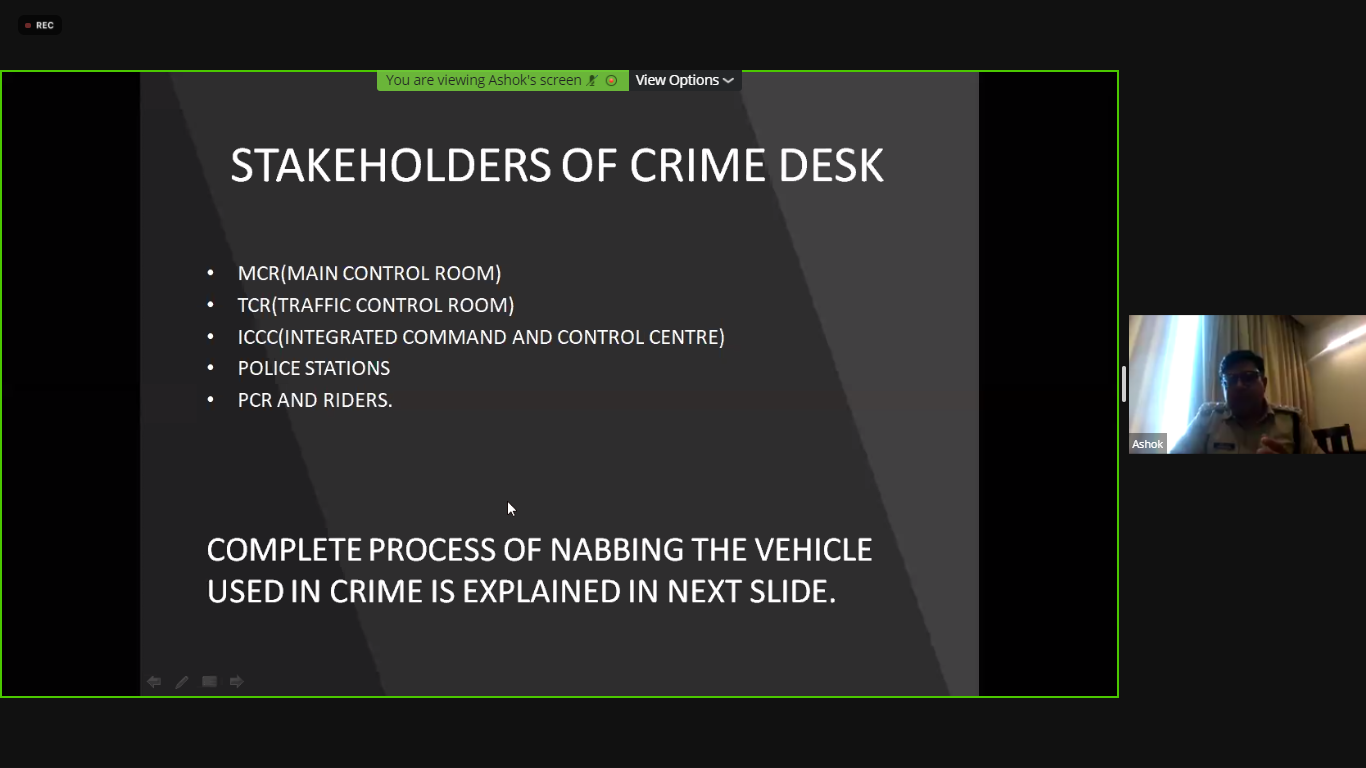 REC
You are viewing Ashok's screen
View Options
STAKEHOLDERS OF CRIME DESK
• MCR(MAIN CONTROL ROOM)
• TCR(TRAFFIC CONTROL ROOM)
• ICCC(INTEGRATED COMMAND AND CONTROL CENTRE)
• POLICE STATIONS
• PCR AND RIDERS.
COMPLETE PROCESS OF NABBING THE VEHICLE
USED IN CRIME IS EXPLAINED IN NEXT SLIDE.
Ashok